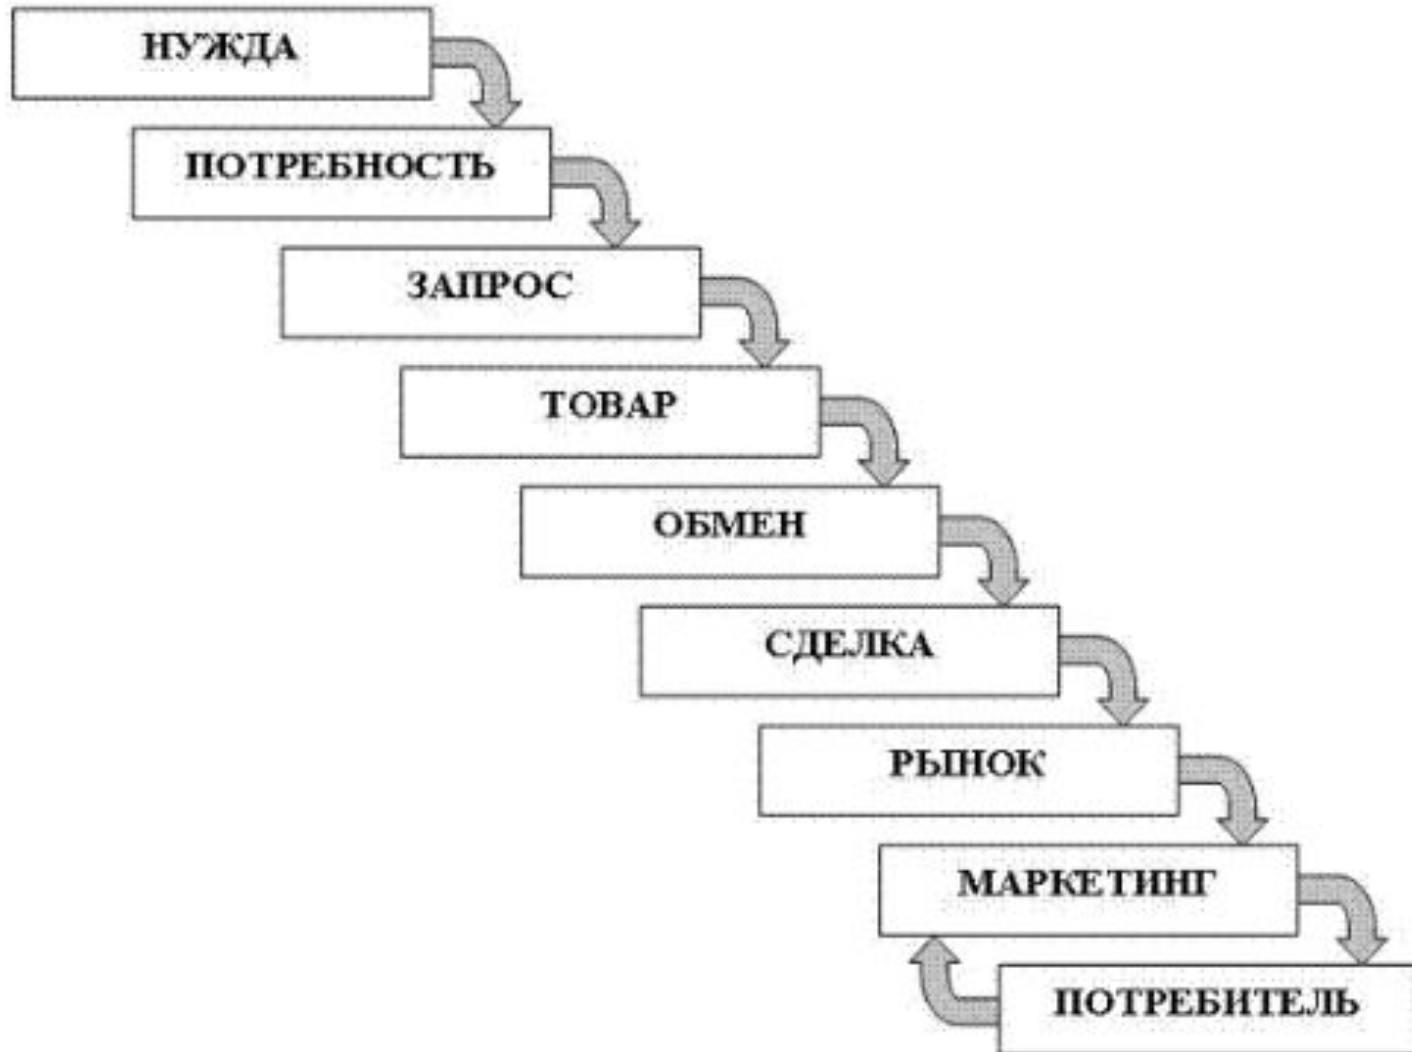 НУЖДА
ПОТРЕБНОСТЬ
ЗАПРОС
ТОВАР
ОБМЕН
СДЕЛКА
РЫНОК
МАРКЕТИНГ
ПОТРЕБИТЕЛЬ